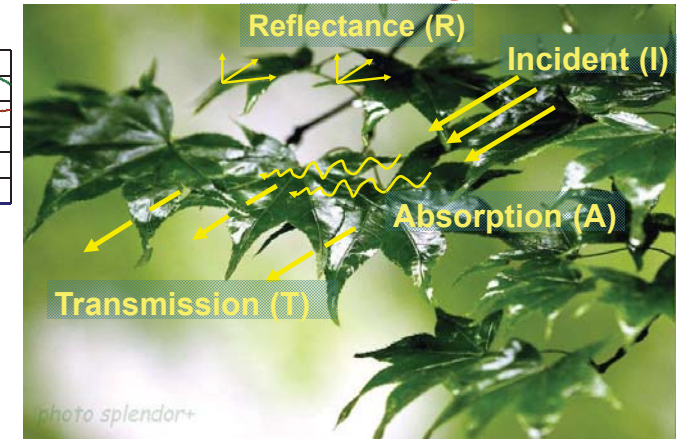 Reflectance (R)
Incident (I)
Absorption (A)
Transmission (T)
photo splendor+